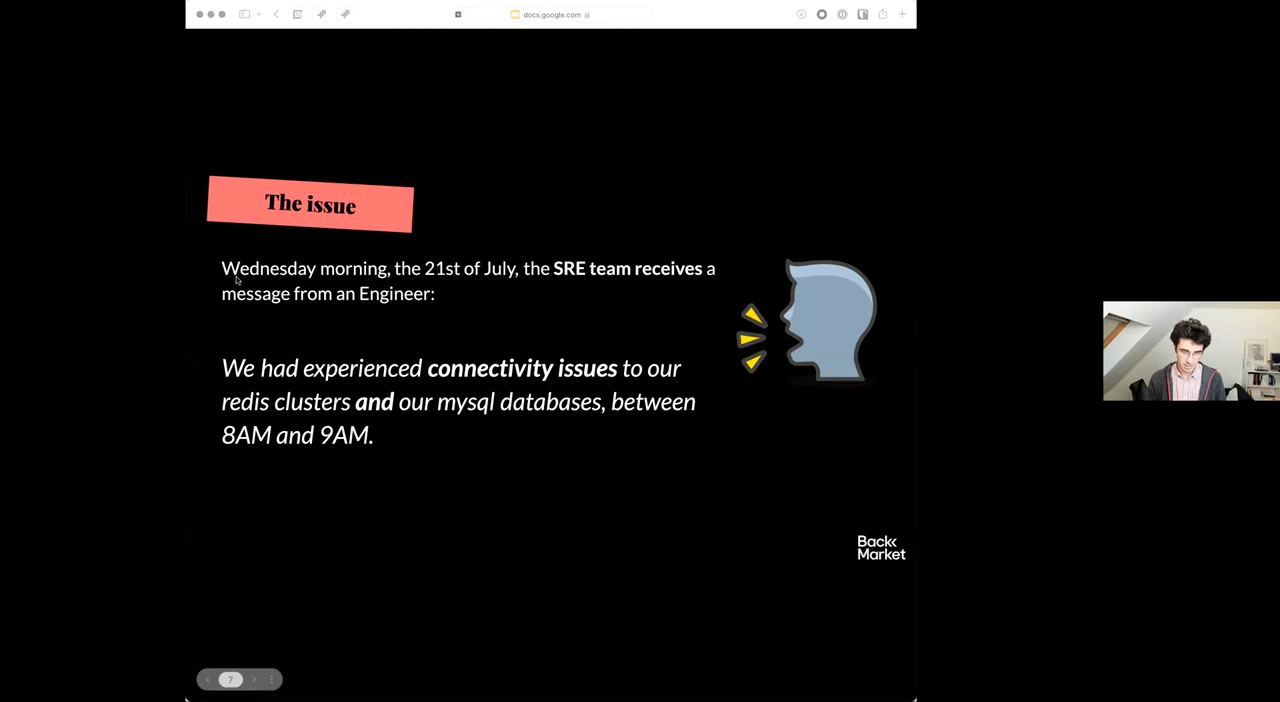 docs.google.com
The issue
Wednesday morning, the 21st of July, the SRE team receives a
message from an Engineer:
We had experienced connectivity issues to our
redis clusters and our mysql databases, between
8AM and 9AM.
Back
Market
7